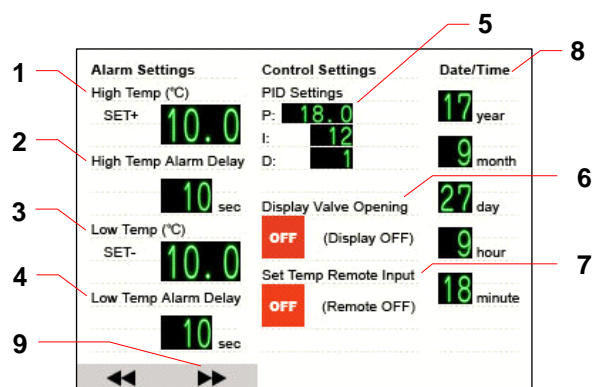 5
8
1
Alarm Settings
Control Settings
Date/Time
High Temp (°C)
PID Settings
SET+
10.0
P: 18.0
17 year
2
I: 12
High Temp Alarm Delay
D: 1
9 month
6
10 sec
27 day
3
Display Valve Opening
Low Temp (°C)
OFF (Display OFF)
SET-
10.0
9 hour
7
4
Set Temp Remote Input
Low Temp Alarm Delay
OFF (Remote OFF)
18 minute
10 sec
9